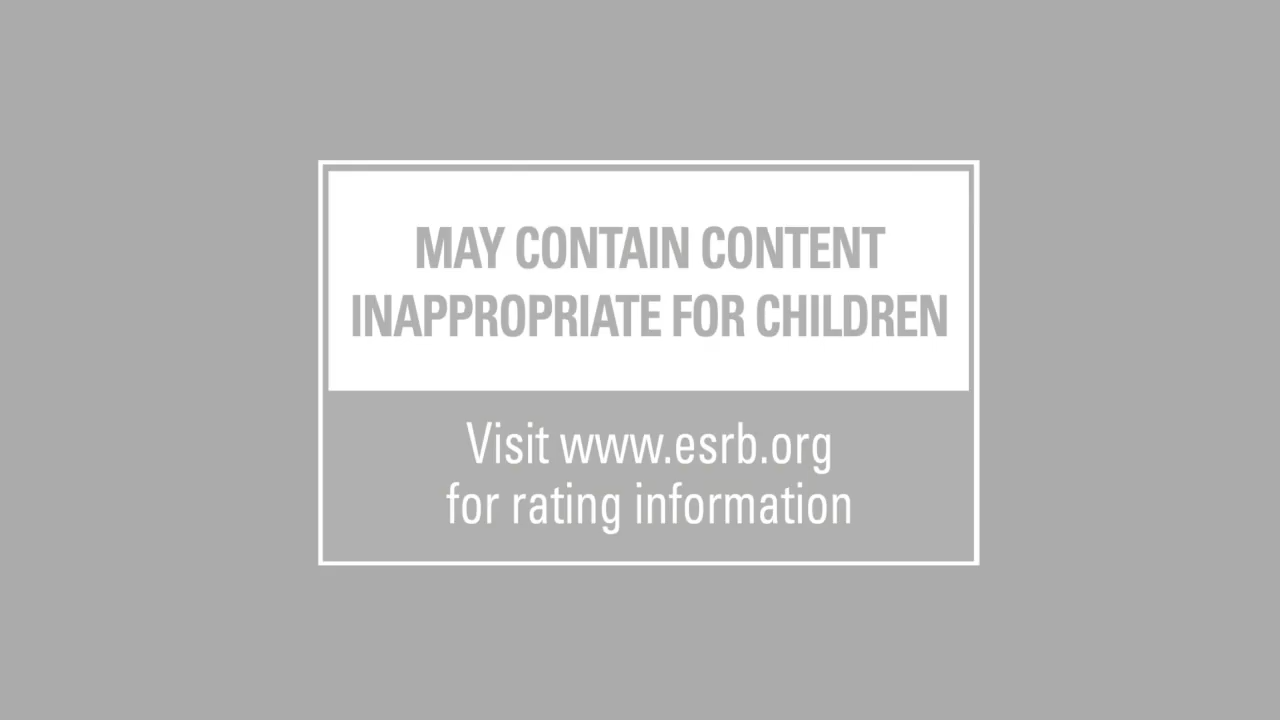 MAY CONTAIN CONTENT
INAPPROPRIATE FOR CHILDREN
Visit www.esrb.org
for rating information